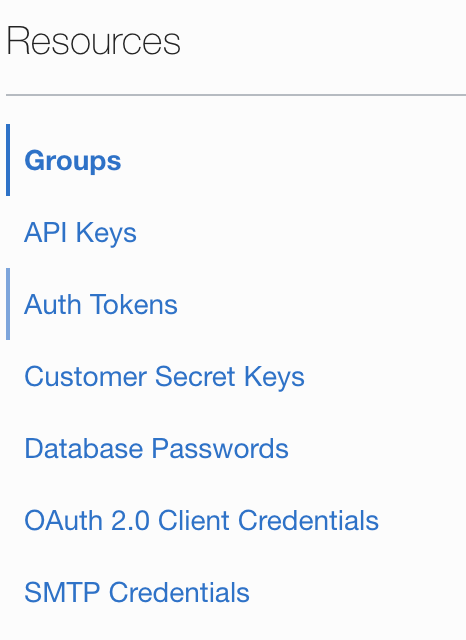 Resources
Groups
API Keys
Auth Tokens
Customer Secret Keys
Database Passwords
OAuth 2.0 Client Credentials
SMTP Credentials